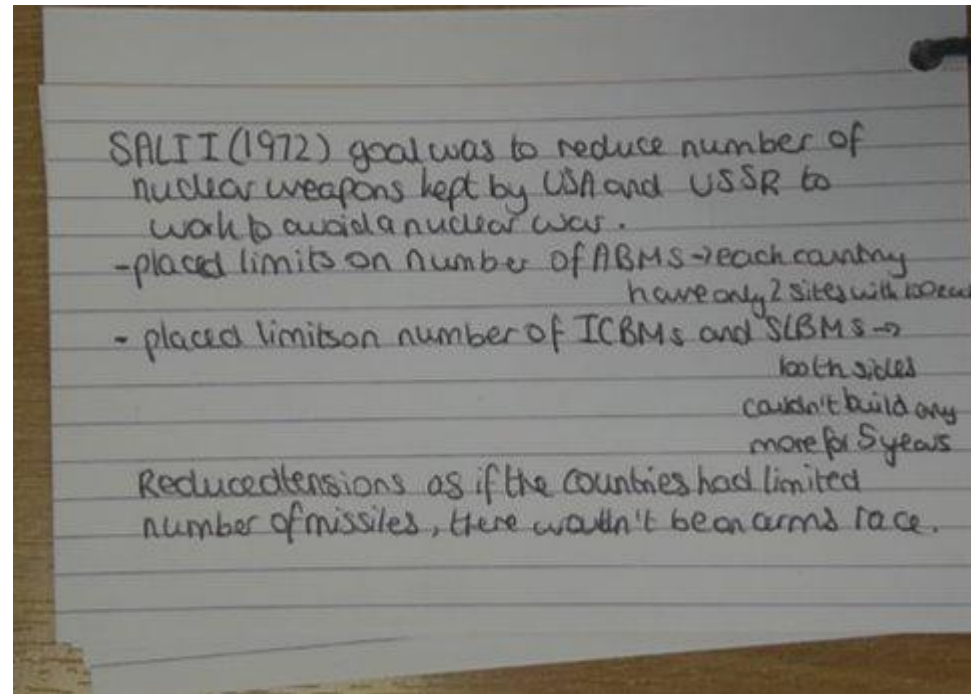 SALT I (1972) goal was to reduce number of
nuclear weapons kept by USA and USSR to
work to avoid a nuclear war.
-placed limits on number of ABMS→each country
have only 2 sites with 100 each
- placed limits on number of ICBMs and SLBMs→
both sides
couldn't build any
more for 5 years
Reduced tensions as if the countries had limited
number of missiles, there wouldn't be an arms race.